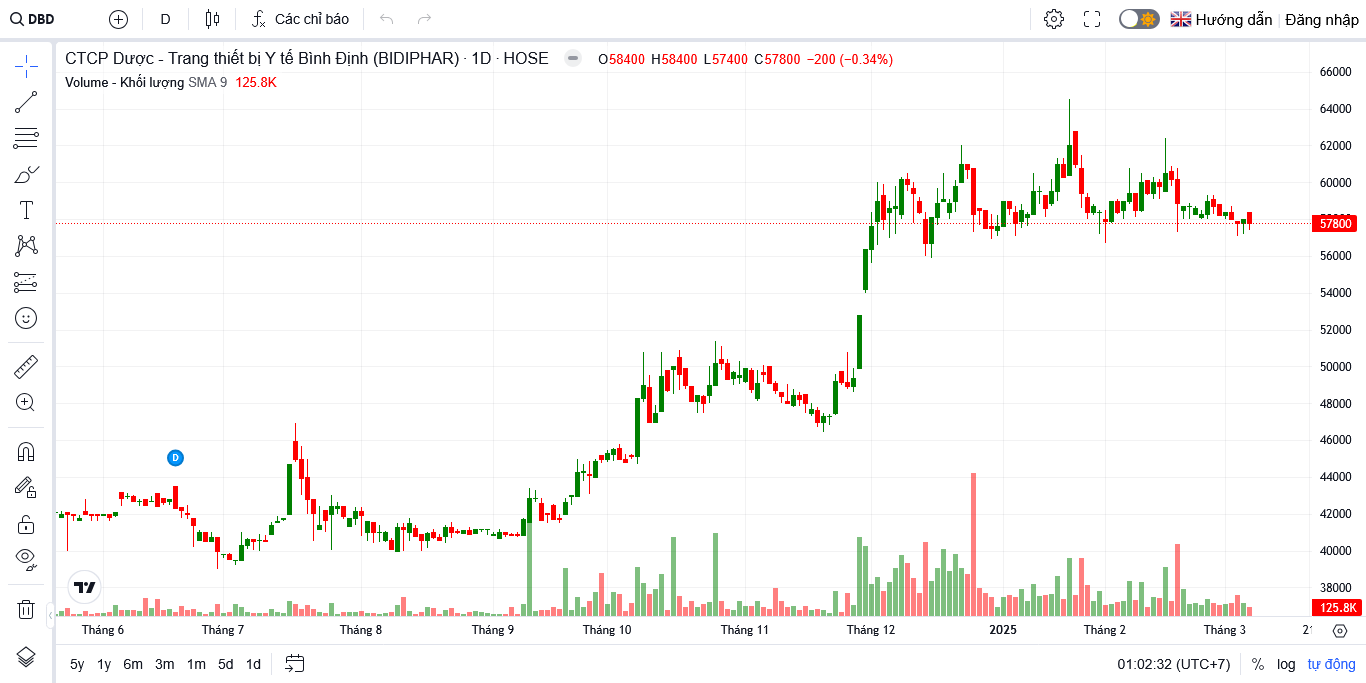 DBD D Các chỉ báo Hướng dẫn Đăng nhập
CTCP Dược - Trang thiết bị Y tế Bình Định (BIDIPHAR) · 1D · HOSE O58400 H58400 L57400 C57800 −200 (−0.34%)
Volume - Khối lượng SMA 9 125.8K
66000
64000
62000
60000
57800
56000
54000
52000
50000
48000
46000
D
44000
42000
40000
38000
125.8K
Tháng 6 Tháng 7 Tháng 8 Tháng 9 Tháng 10 Tháng 11 Tháng 12 2025 Tháng 2 Tháng 3
5y 1y 6m 3m 1m 5d 1d 01:02:32 (UTC+7) % log tự động